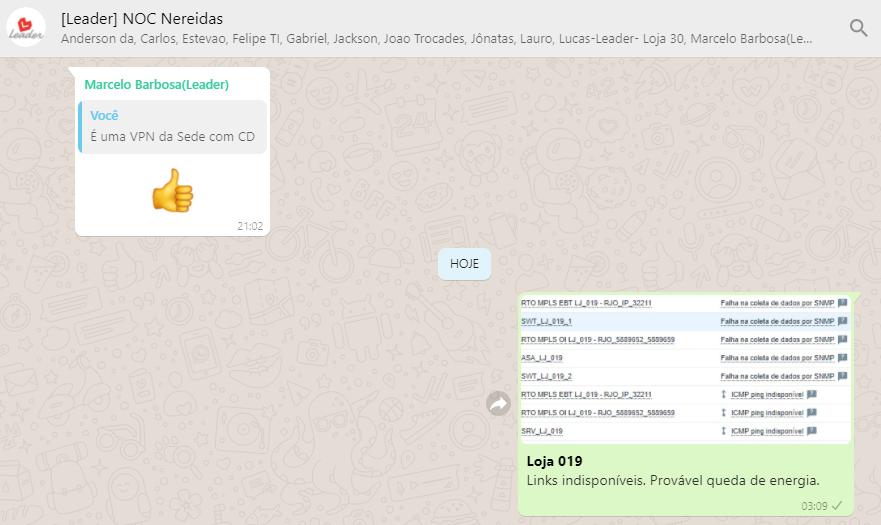 [Leader] NOC Nereidas
Anderson da, Carlos, Estevao, Felipe TI, Gabriel, Jackson, Joao Trocades, Jônatas, Lauro, Lucas-Leader- Loja 30, Marcelo Barbosa(Le...
Leader
Marcelo Barbosa(Leader)
Você
É uma VPN da Sede com CD
21:02
HOJE
RTO MPLS EBT LJ_019 - RJO_IP_32211 Falha na coleta de dados por SNMP
SWT_LJ_019_1 Falha na coleta de dados por SNMP
RTO MPLS OI LJ_019 - RJO_5889652_5889659 Falha na coleta de dados por SNMP
ASA_LJ_019 Falha na coleta de dados por SNMP
SWT_LJ_019_2 Falha na coleta de dados por SNMP
RTO MPLS EBT LJ_019 - RJO_IP_32211 ICMP ping indisponível
RTO MPLS OI LJ_019 - RJO_5889652_5889659 ICMP ping indisponível
SRV_LJ_019 ICMP ping indisponível
Loja 019
Links indisponíveis. Provável queda de energia.
03:09